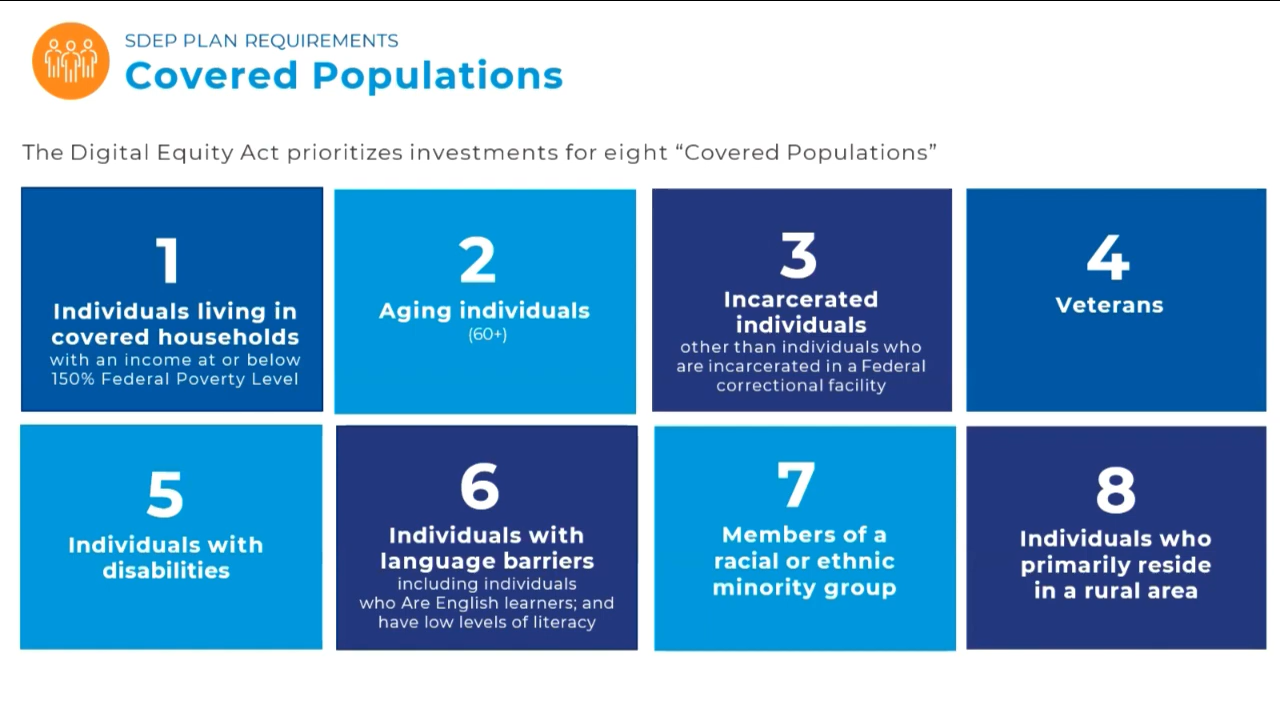 SDEP PLAN REQUIREMENTS
Covered Populations
The Digital Equity Act prioritizes investments for eight “Covered Populations”
1
Individuals living in
covered households
with an income at or below
150% Federal Poverty Level
2
Aging individuals
(60+)
3
Incarcerated
individuals
other than individuals who
are incarcerated in a Federal
correctional facility
4
Veterans
5
Individuals with
disabilities
6
Individuals with
language barriers
including individuals
who Are English learners; and
have low levels of literacy
7
Members of a
racial or ethnic
minority group
8
Individuals who
primarily reside
in a rural area